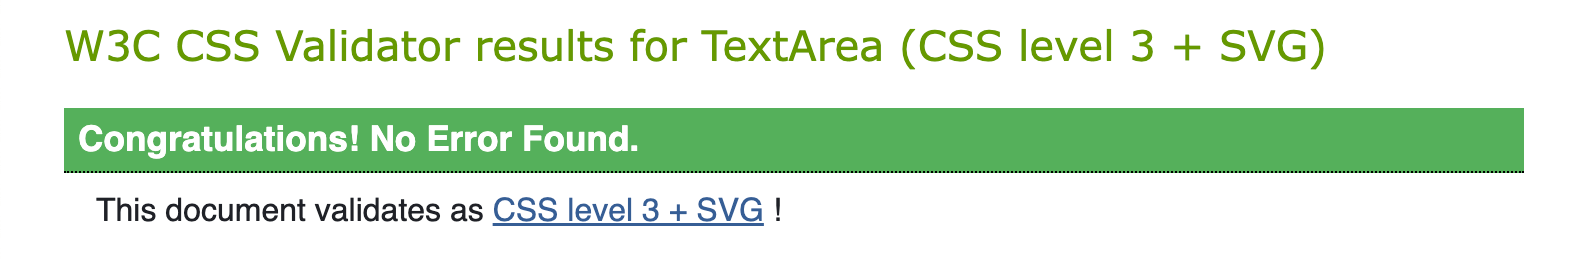 W3C CSS Validator results for TextArea (CSS level 3 + SVG)
Congratulations! No Error Found.
This document validates as CSS level 3 + SVG !